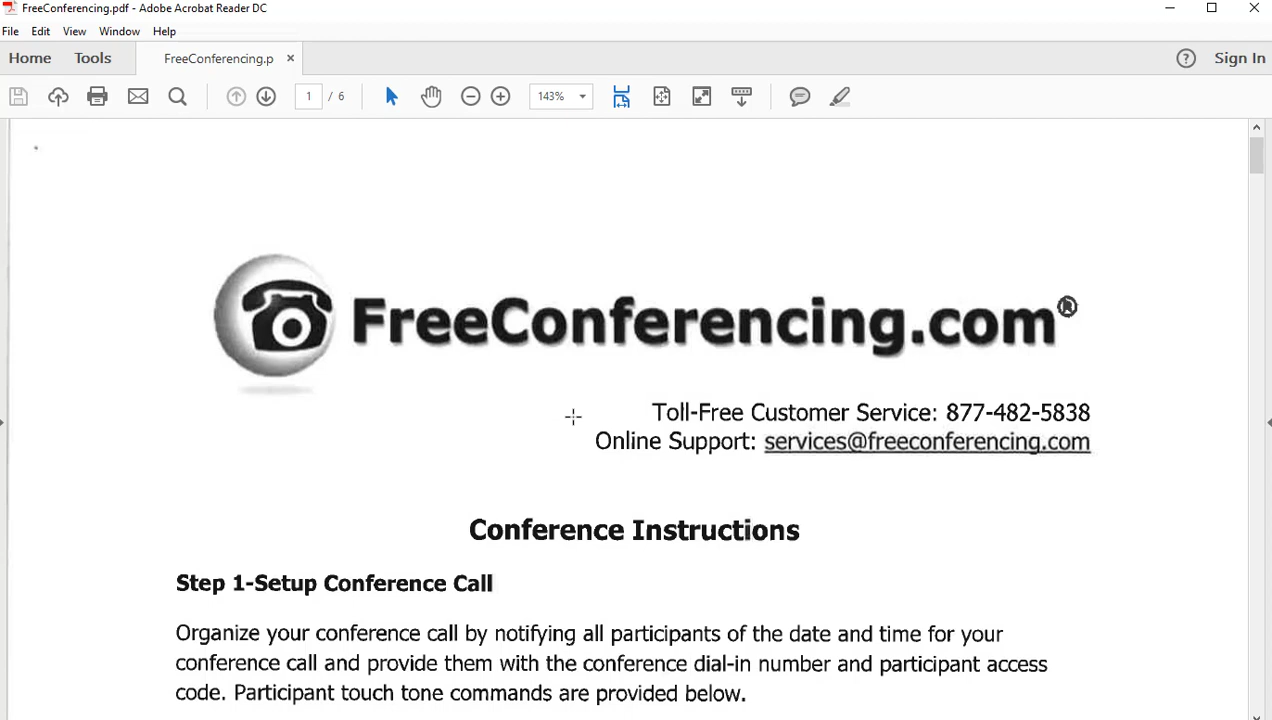 FreeConferencing.pdf - Adobe Acrobat Reader DC
File Edit View Window Help
Home Tools FreeConferencing.p × ? Sign In
1 / 6 143%
FreeConferencing.com®
Toll-Free Customer Service: 877-482-5838
Online Support: services@freeconferencing.com
Conference Instructions
Step 1-Setup Conference Call
Organize your conference call by notifying all participants of the date and time for your
conference call and provide them with the conference dial-in number and participant access
code. Participant touch tone commands are provided below.